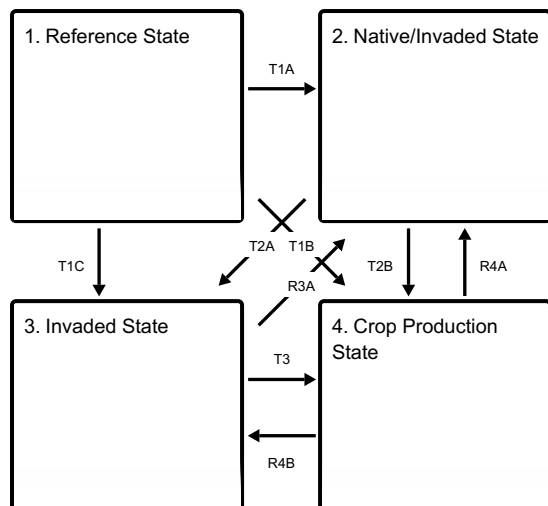 1. Reference State
2. Native/Invaded State
T1A
T2A
T1B
T1C
T2B
R4A
R3A
3. Invaded State
4. Crop Production
State
T3
R4B